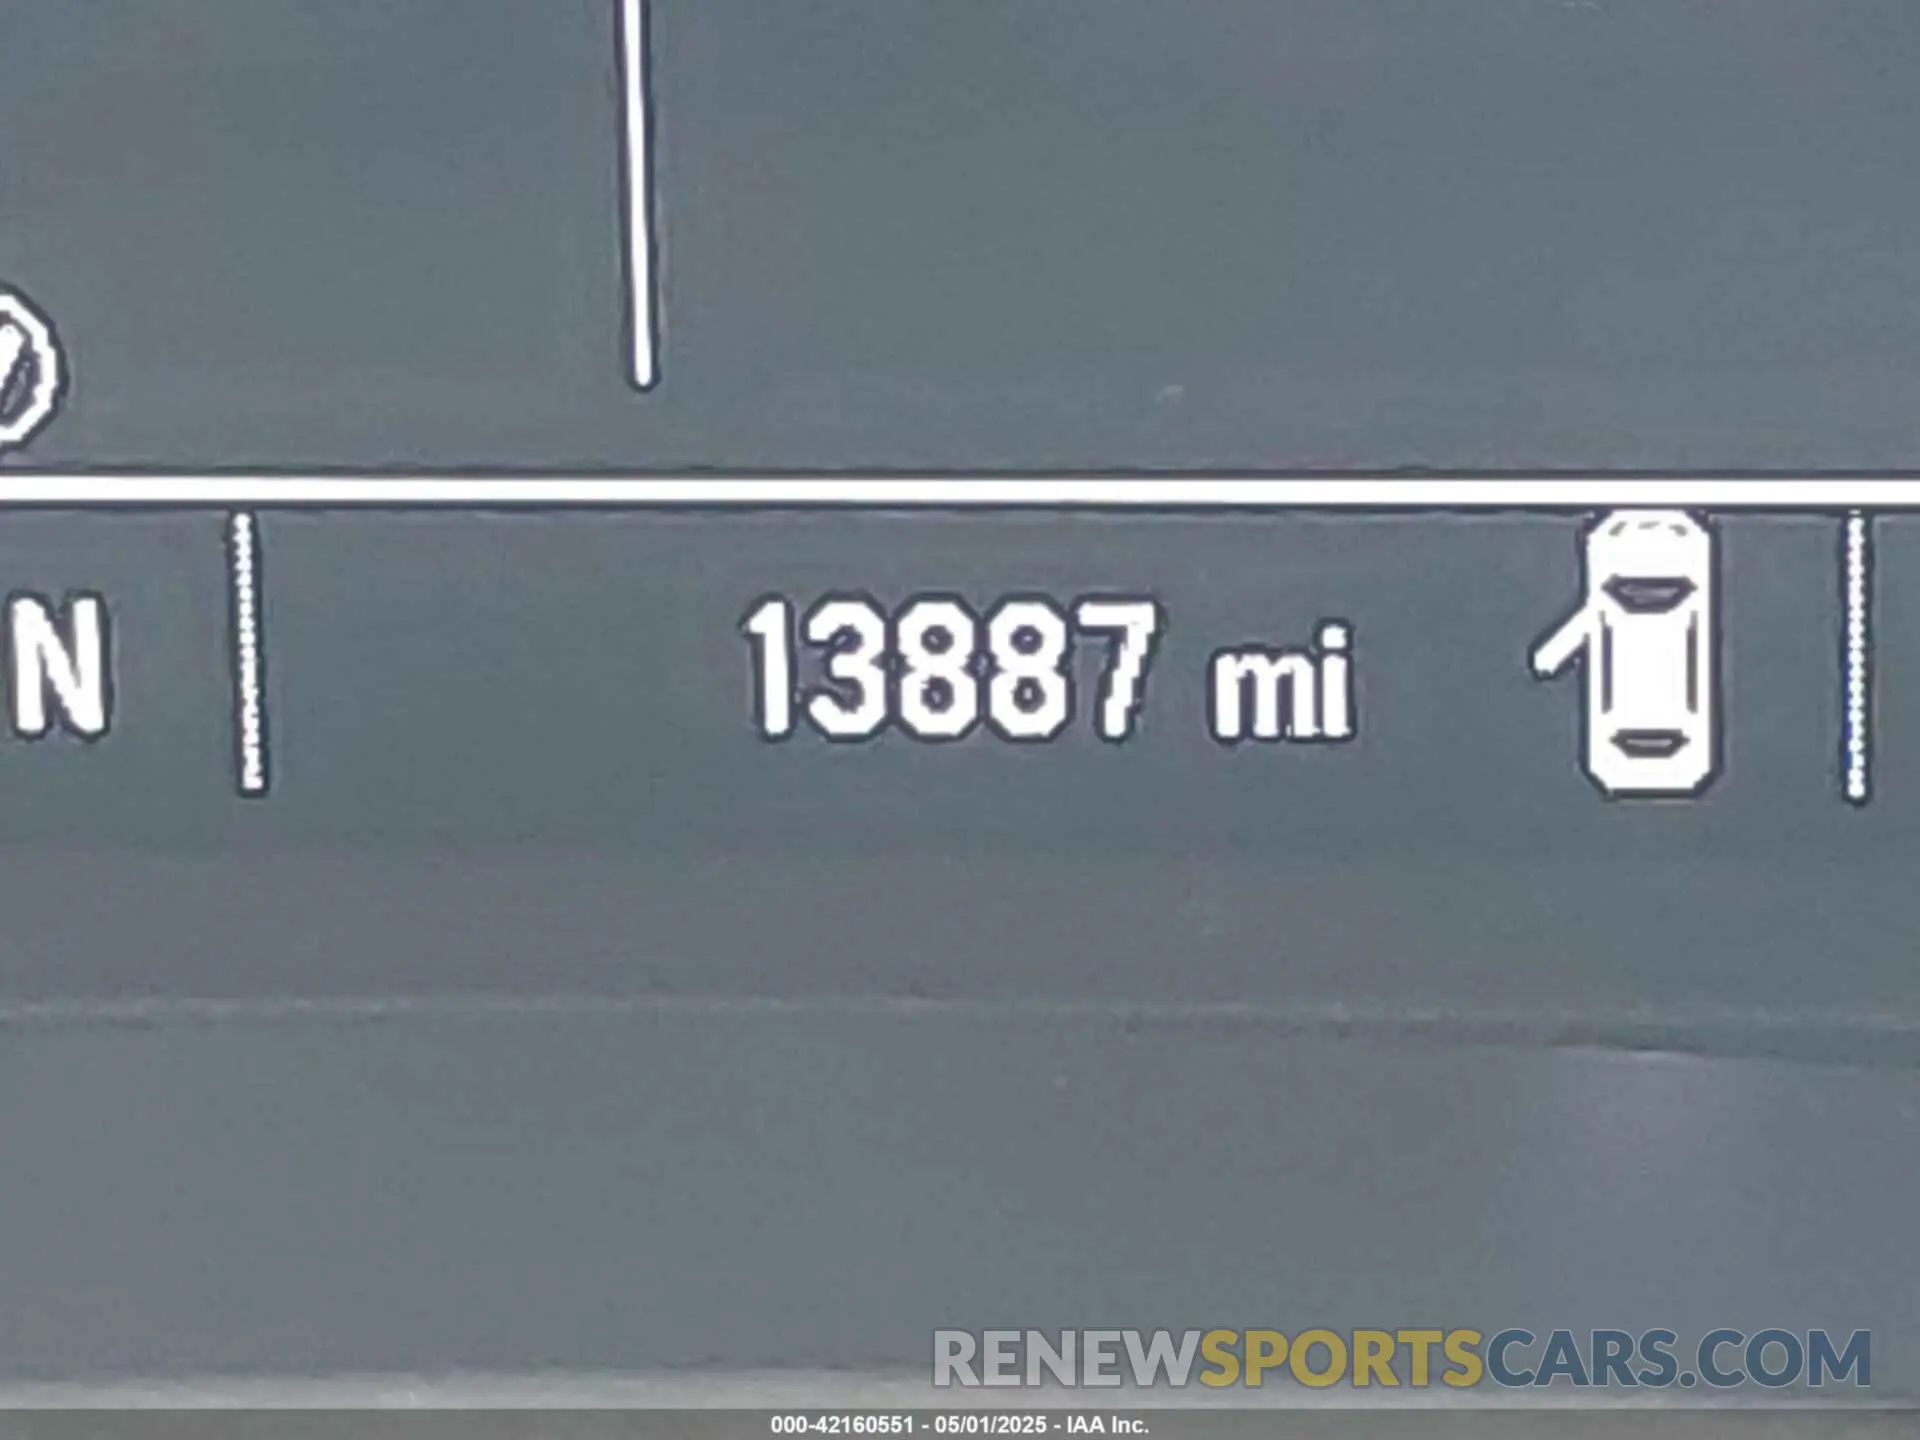 N 13887 mi
RENEWSPORTSCARS.COM
000-42160551 - 05/01/2025 - IAA Inc.